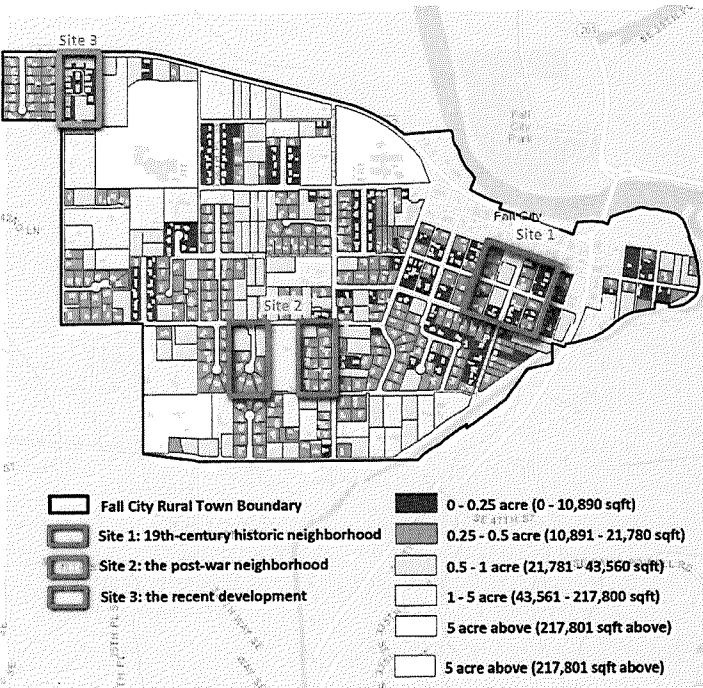 Site 3
203
Fall
City
Park
Fall City
Site 1
Site 2
Fall City Rural Town Boundary
Site 1: 19th-century historic neighborhood
Site 2: the post-war neighborhood
Site 3: the recent development
0 - 0.25 acre (0 - 10,890 sqft)
SE 47TH ST
0.25 - 0.5 acre (10,891 - 21,780 sqft)
0.5 - 1 acre (21,781 - 43,560 sqft)
1 - 5 acre (43,561 - 217,800 sqft)
5 acre above (217,801 sqft above)
5 acre above (217,801 sqft above)